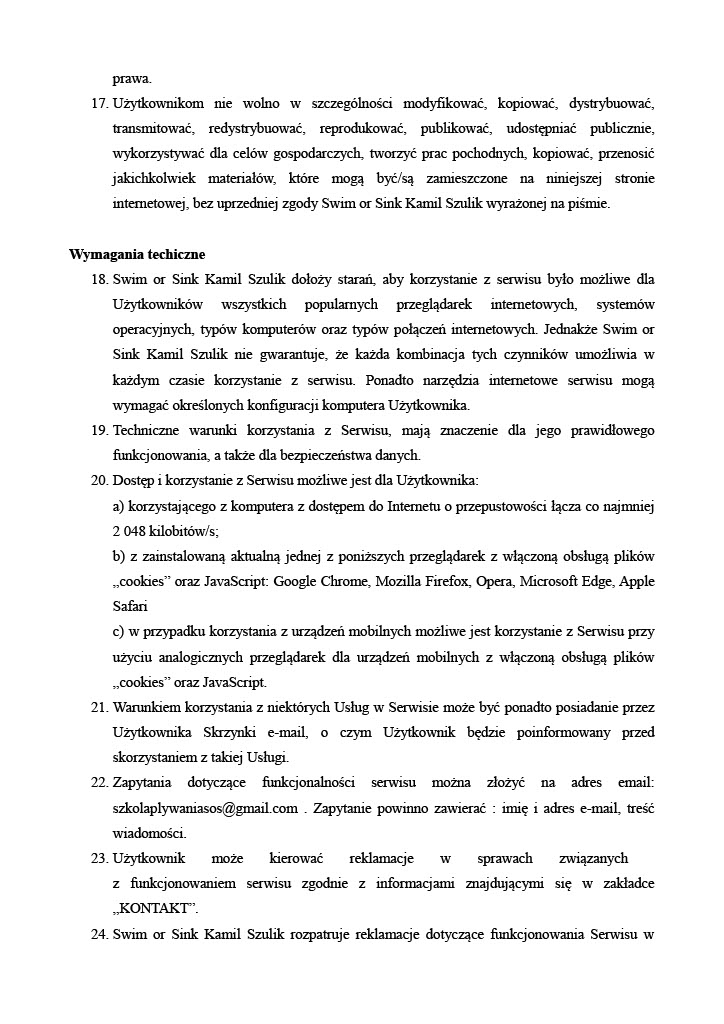 prawa.
17. Użytkownikom nie wolno w szczególności modyfikować, kopiować, dystrybuować,
transmitować, redystrybuować, reprodukować, publikować, udostępniać publicznie,
wykorzystywać dla celów gospodarczych, tworzyć prac pochodnych, kopiować, przenosić
jakichkolwiek materiałów, które mogą być/są zamieszczone na niniejszej stronie
internetowej, bez uprzedniej zgody Swim or Sink Kamil Szulik wyrażonej na piśmie.
Wymagania techiczne
18. Swim or Sink Kamil Szulik dołoży starań, aby korzystanie z serwisu było możliwe dla
Użytkowników wszystkich popularnych przeglądarek internetowych, systemów
operacyjnych, typów komputerów oraz typów połączeń internetowych. Jednakże Swim or
Sink Kamil Szulik nie gwarantuje, że każda kombinacja tych czynników umożliwia w
każdym czasie korzystanie z serwisu. Ponadto narzędzia internetowe serwisu mogą
wymagać określonych konfiguracji komputera Użytkownika.
19. Techniczne warunki korzystania z Serwisu, mają znaczenie dla jego prawidłowego
funkcjonowania, a także dla bezpieczeństwa danych.
20. Dostęp i korzystanie z Serwisu możliwe jest dla Użytkownika:
a) korzystającego z komputera z dostępem do Internetu o przepustowości łącza co najmniej
2 048 kilobitów/s;
b) z zainstalowaną aktualną jednej z poniższych przeglądarek z włączoną obsługą plików
„cookies” oraz JavaScript: Google Chrome, Mozilla Firefox, Opera, Microsoft Edge, Apple
Safari
c) w przypadku korzystania z urządzeń mobilnych możliwe jest korzystanie z Serwisu przy
użyciu analogicznych przeglądarek dla urządzeń mobilnych z włączoną obsługą plików
„cookies” oraz JavaScript.
21. Warunkiem korzystania z niektórych Usług w Serwisie może być ponadto posiadanie przez
Użytkownika Skrzynki e-mail, o czym Użytkownik będzie poinformowany przed
skorzystaniem z takiej Usługi.
22. Zapytania dotyczące funkcjonalności serwisu można złożyć na adres email:
szkolaplywaniasos@gmail.com . Zapytanie powinno zawierać : imię i adres e-mail, treść
wiadomości.
23. Użytkownik może kierować reklamacje w sprawach związanych
z funkcjonowaniem serwisu zgodnie z informacjami znajdującymi się w zakładce
„KONTAKT”.
24. Swim or Sink Kamil Szulik rozpatruje reklamacje dotyczące funkcjonowania Serwisu w